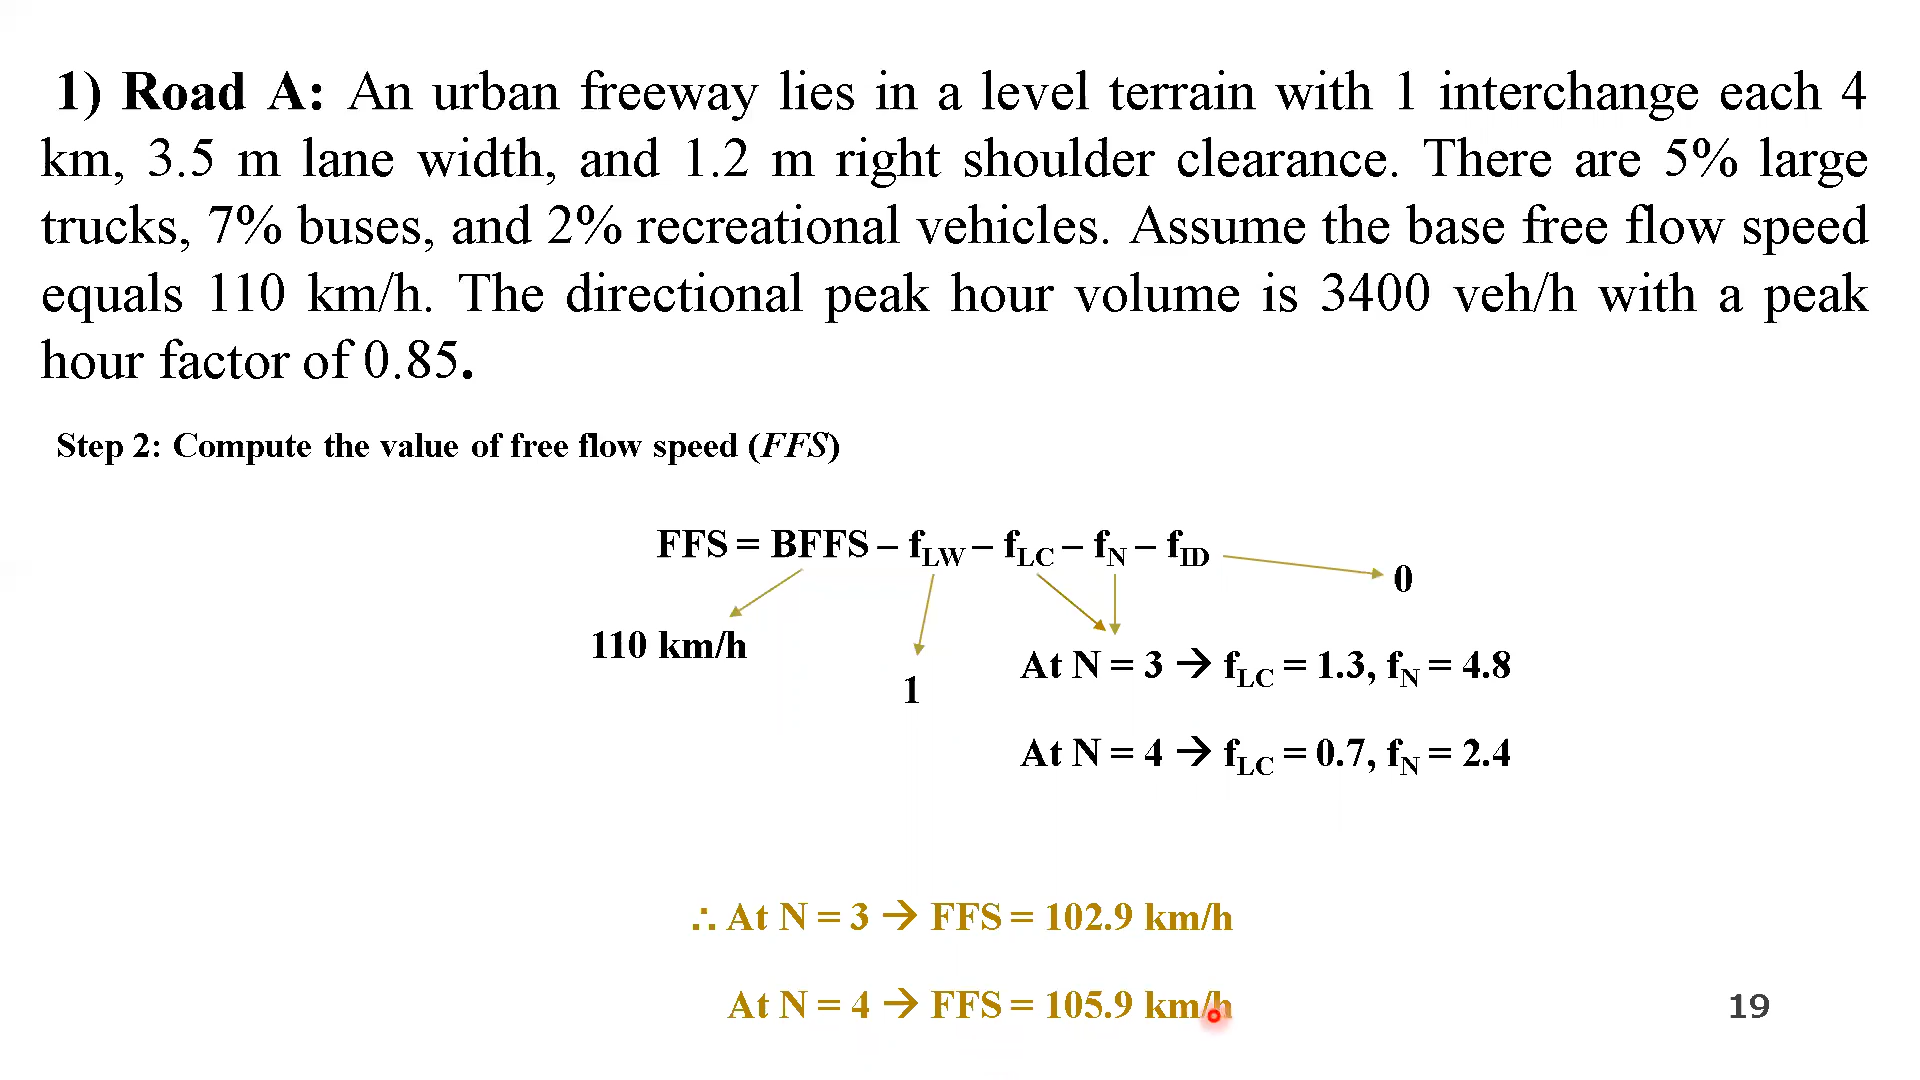 1) Road A: An urban freeway lies in a level terrain with 1 interchange each 4
km, 3.5 m lane width, and 1.2 m right shoulder clearance. There are 5% large
trucks, 7% buses, and 2% recreational vehicles. Assume the base free flow speed
equals 110 km/h. The directional peak hour volume is 3400 veh/h with a peak
hour factor of 0.85.
Step 2: Compute the value of free flow speed (FFS)
FFS = BFFS – fLW – fLC – fN – fID
0
110 km/h
1
At N = 3 → fLC = 1.3, fN = 4.8
At N = 4 → fLC = 0.7, fN = 2.4
∴ At N = 3 → FFS = 102.9 km/h
At N = 4 → FFS = 105.9 km/h
19